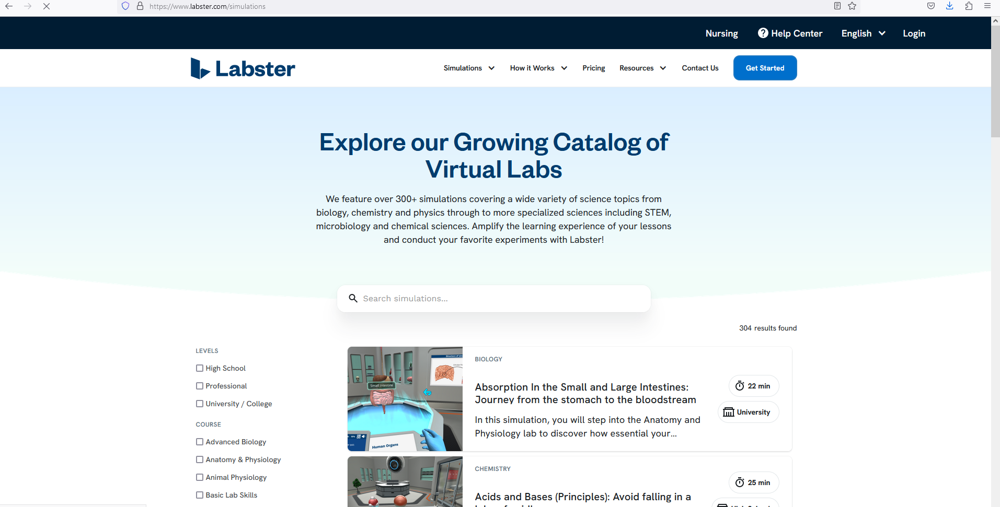 https://www.labster.com/simulations
Nursing
Help Center
English
Login
Labster
Simulations
How it Works
Pricing
Resources
Contact Us
Get Started
Explore our Growing Catalog of
Virtual Labs
We feature over 300+ simulations covering a wide variety of science topics from
biology, chemistry and physics through to more specialized sciences including STEM,
microbiology and chemical sciences. Amplify the learning experience of your lessons
and conduct your favorite experiments with Labster!
Search simulations...
304 results found
LEVELS
High School
Professional
University / College
COURSE
Advanced Biology
Anatomy & Physiology
Animal Physiology
Basic Lab Skills
Small intestine
Human Organs
BIOLOGY
Absorption In the Small and Large Intestines:
Journey from the stomach to the bloodstream
In this simulation, you will step into the Anatomy and
Physiology lab to discover how essential your...
22 min
University
CHEMISTRY
Acids and Bases (Principles): Avoid falling in a
25 min